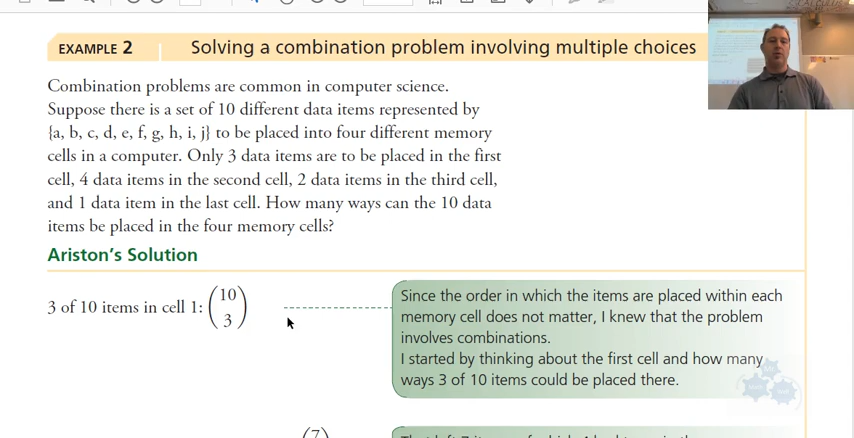 EXAMPLE 2 Solving a combination problem involving multiple choices
Combination problems are common in computer science.
Suppose there is a set of 10 different data items represented by
{a, b, c, d, e, f, g, h, i, j} to be placed into four different memory
cells in a computer. Only 3 data items are to be placed in the first
cell, 4 data items in the second cell, 2 data items in the third cell,
and 1 data item in the last cell. How many ways can the 10 data
items be placed in the four memory cells?
Ariston's Solution
3 of 10 items in cell 1: (10
3)
Since the order in which the items are placed within each
memory cell does not matter, I knew that the problem
involves combinations.
I started by thinking about the first cell and how many
ways 3 of 10 items could be placed there.
(7)